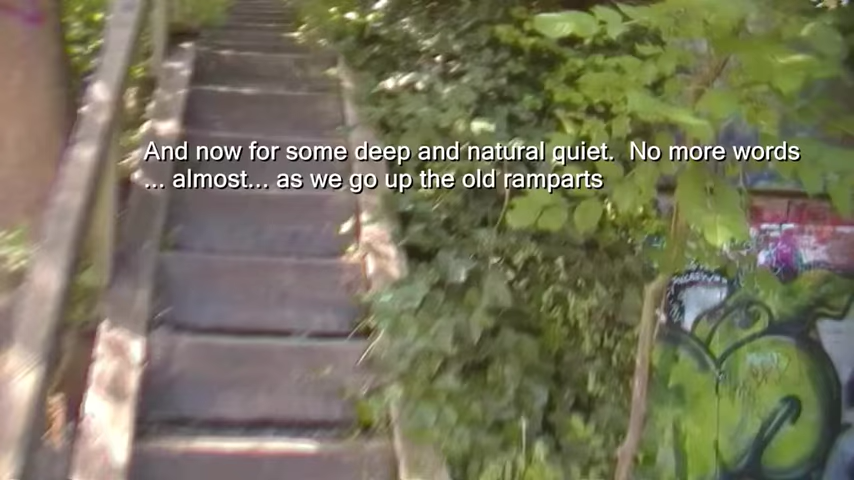 And now for some deep and natural quiet.  No more words
... almost... as we go up the old ramparts